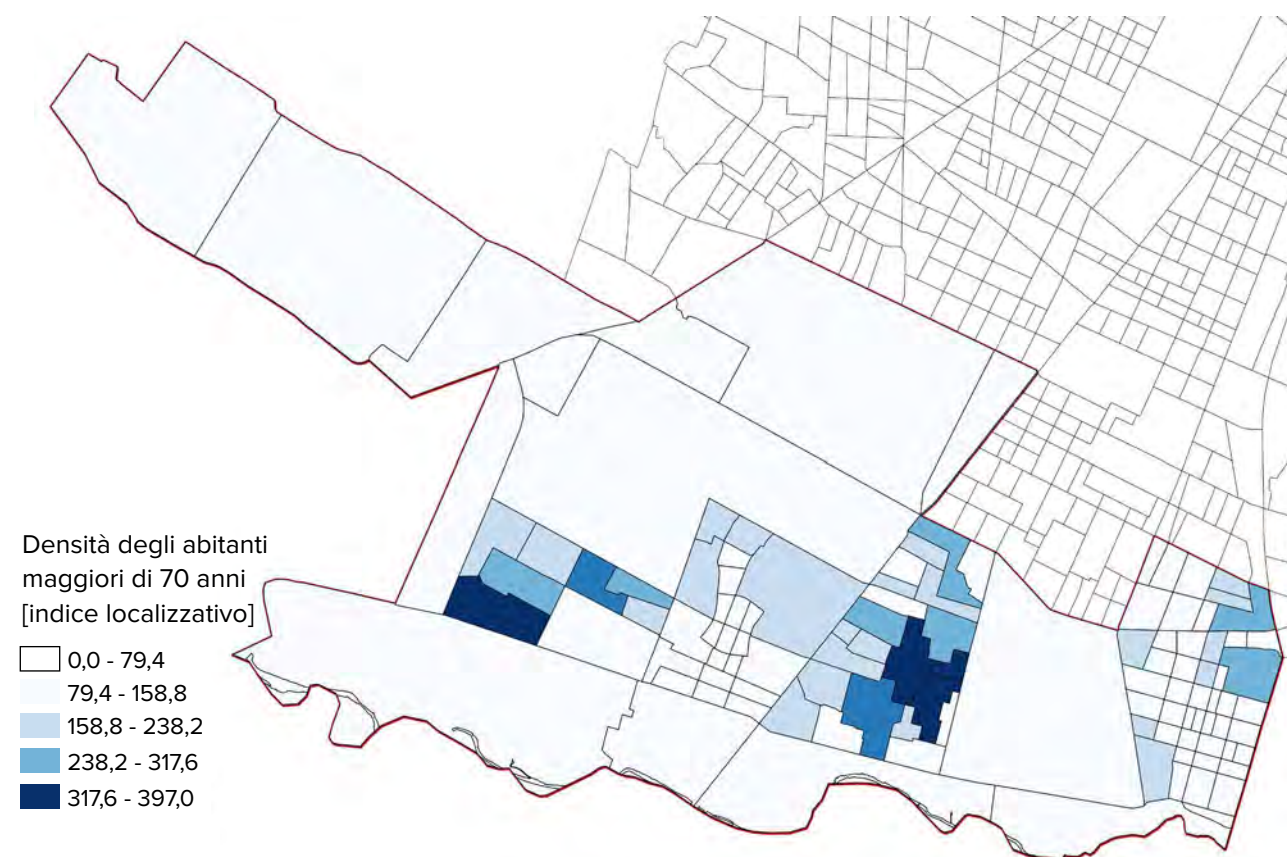 Densità degli abitanti
maggiori di 70 anni
[indice localizzativo]
0,0 - 79,4
79,4 - 158,8
158,8 - 238,2
238,2 - 317,6
317,6 - 397,0